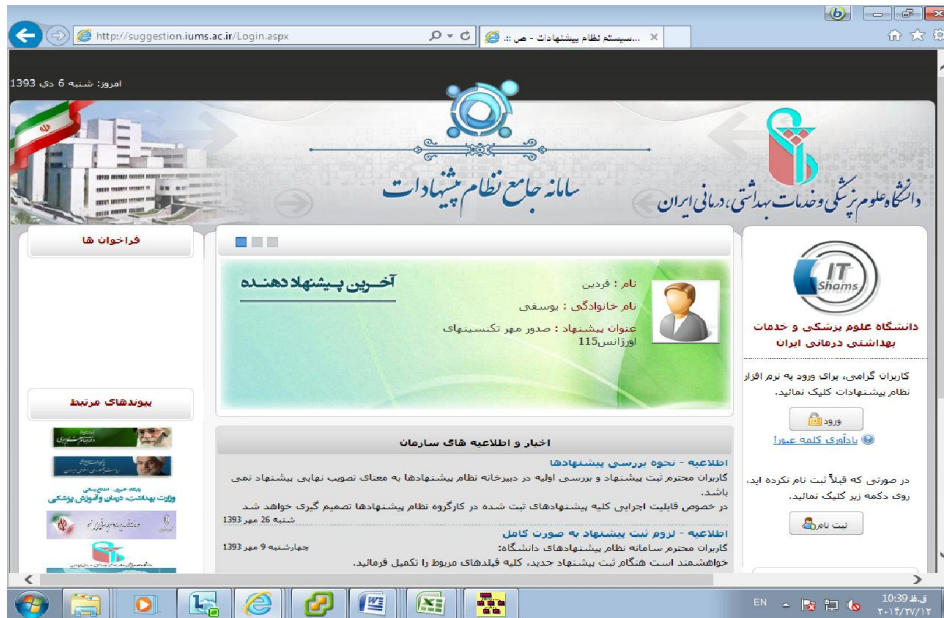 http://suggestion.iums.ac.ir/Login.aspx
سیستم نظام پیشنهادات - ص ::. ...
امروز: شنبه 6 دی 1393
سامانه جامع نظام پیشنهادات
دانشگاه علوم پزشکی و خدمات بهداشتی، درمانی ایران
IT
Shams
دانشگاه علوم پزشکی و خدمات
بهداشتی درمانی ایران
کاربران گرامی، برای ورود به نرم افزار
نظام پیشنهادات کلیک نمائید.
ورود
یادآوری کلمه عبور!
در صورتی که قبلاً ثبت نام نکرده اید،
روی دکمه زیر کلیک نمائید.
ثبت نام
آخرین پیشنهاد دهنده
نام : فردین
نام خانوادگی : یوسفی
عنوان پیشنهاد : صدور مهر تکنسینهای
اورژانس115
اخبار و اطلاعیه های سازمان
اطلاعیه - نحوه بررسی پیشنهادها
کاربران محترم ثبت پیشنهاد و بررسی اولیه در دبیرخانه نظام پیشنهادها به معنای تصویب نهایی پیشنهاد نمی
باشد.
در خصوص قابلیت اجرایی کلیه پیشنهادهای ثبت شده در کارگروه نظام پیشنهادها تصمیم گیری خواهد شد
شنبه 26 مهر 1393
اطلاعیه - لزوم ثبت پیشنهاد به صورت کامل
کاربران محترم سامانه نظام پیشنهادهای دانشگاه:
چهارشنبه 9 مهر 1393
خواهشمند است هنگام ثبت پیشنهاد جدید، کلیه فیلدهای مربوط را تکمیل فرمائید.
فراخوان ها
پیوندهای مرتبط
وزارت بهداشت، درمان و آموزش پزشکی
EN
10:39 ق.ظ